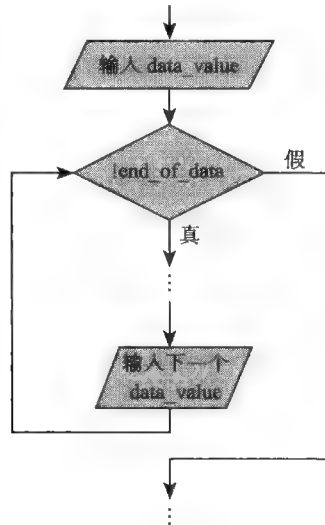 输入 data_value
!end_of_data
假
真
⋮
输入下一个
data_value
⋮